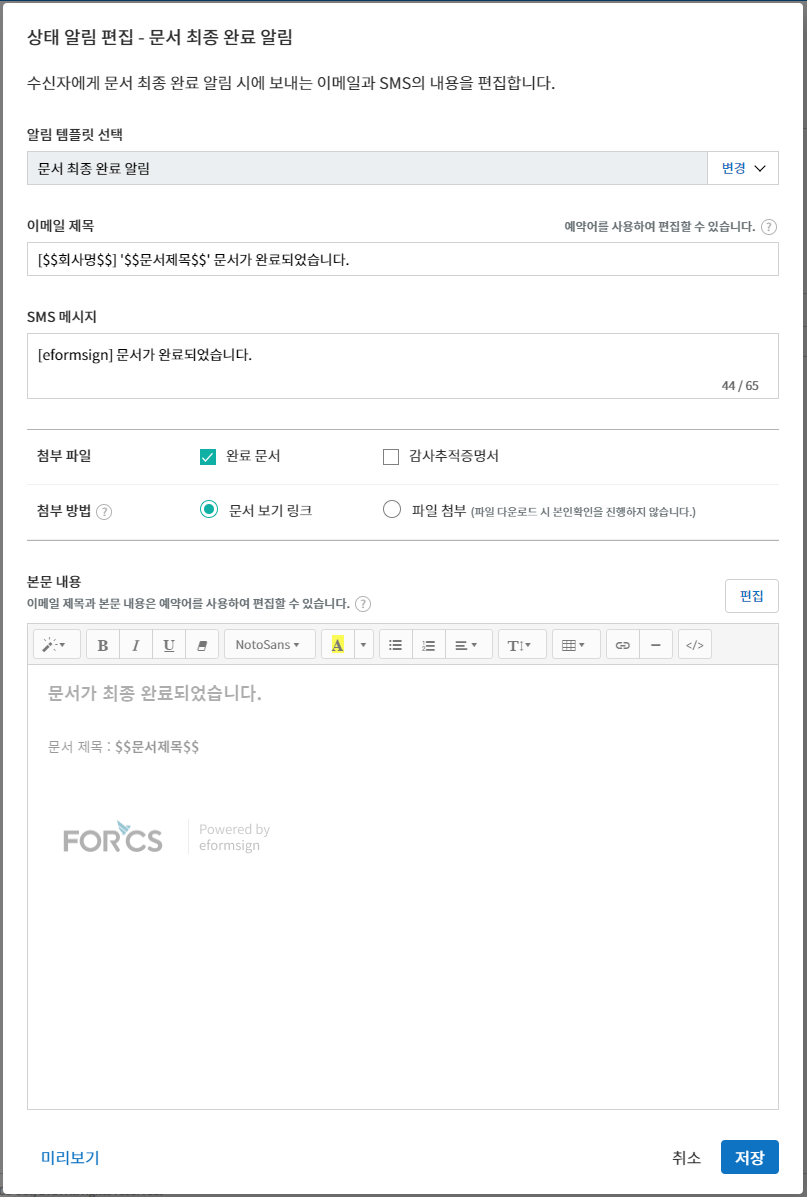 상태 알림 편집 - 문서 최종 완료 알림
수신자에게 문서 최종 완료 알림 시에 보내는 이메일과 SMS의 내용을 편집합니다.
알림 템플릿 선택
문서 최종 완료 알림 변경
이메일 제목 예약어를 사용하여 편집할 수 있습니다. ?
[$$회사명$$] '$$문서제목$$' 문서가 완료되었습니다.
SMS 메시지
[eformsign] 문서가 완료되었습니다.
44 / 65
첨부 파일 완료 문서 감사추적증명서
첨부 방법 ? 문서 보기 링크 파일 첨부 (파일 다운로드 시 본인확인을 진행하지 않습니다.)
본문 내용
이메일 제목과 본문 내용은 예약어를 사용하여 편집할 수 있습니다. ? 편집
B I U NotoSans A T </>
문서가 최종 완료되었습니다.
문서 제목 : $$문서제목$$
FORCS Powered by
eformsign
미리보기 취소 저장